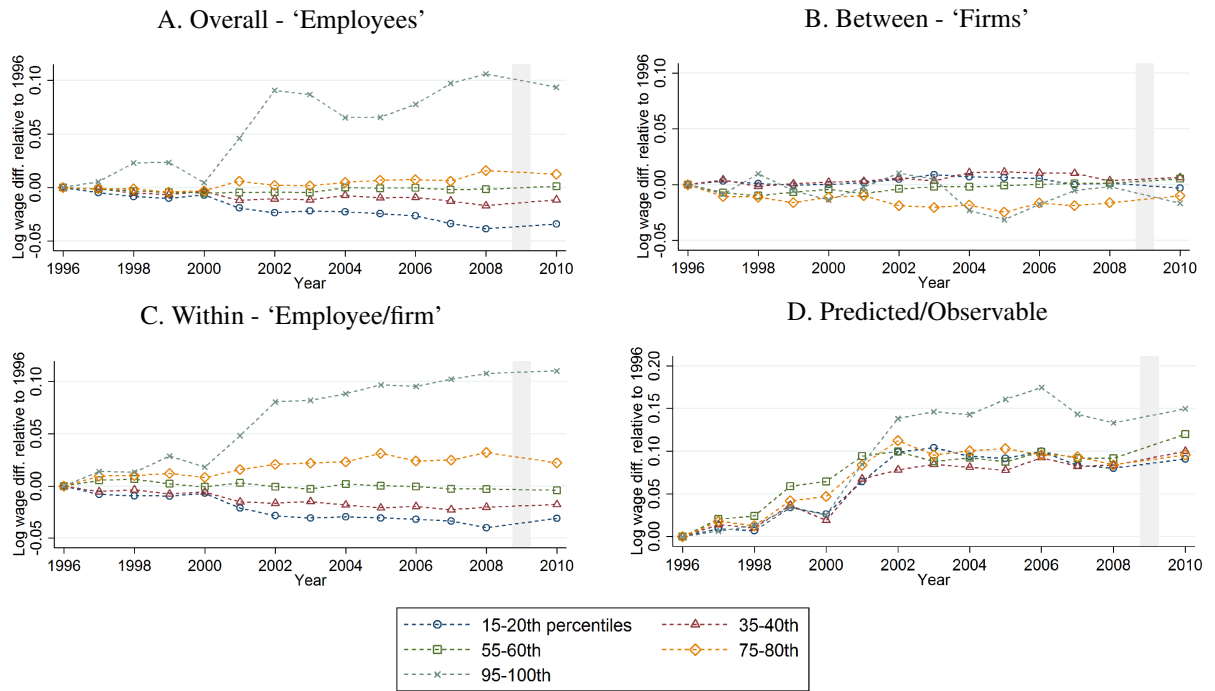 A. Overall - ‘Employees’
Log wage diff. relative to 1996
0.10
0.05
0.00
-0.05
1996 1998 2000 2002 2004 2006 2008 2010
Year
B. Between - ‘Firms’
Log wage diff. relative to 1996
0.10
0.05
0.00
-0.05
1996 1998 2000 2002 2004 2006 2008 2010
Year
C. Within - ‘Employee/firm’
Log wage diff. relative to 1996
0.10
0.05
0.00
-0.05
1996 1998 2000 2002 2004 2006 2008 2010
Year
D. Predicted/Observable
Log wage diff. relative to 1996
0.20
0.15
0.10
0.05
0.00
1996 1998 2000 2002 2004 2006 2008 2010
Year
15-20th percentiles 35-40th
55-60th 75-80th
95-100th